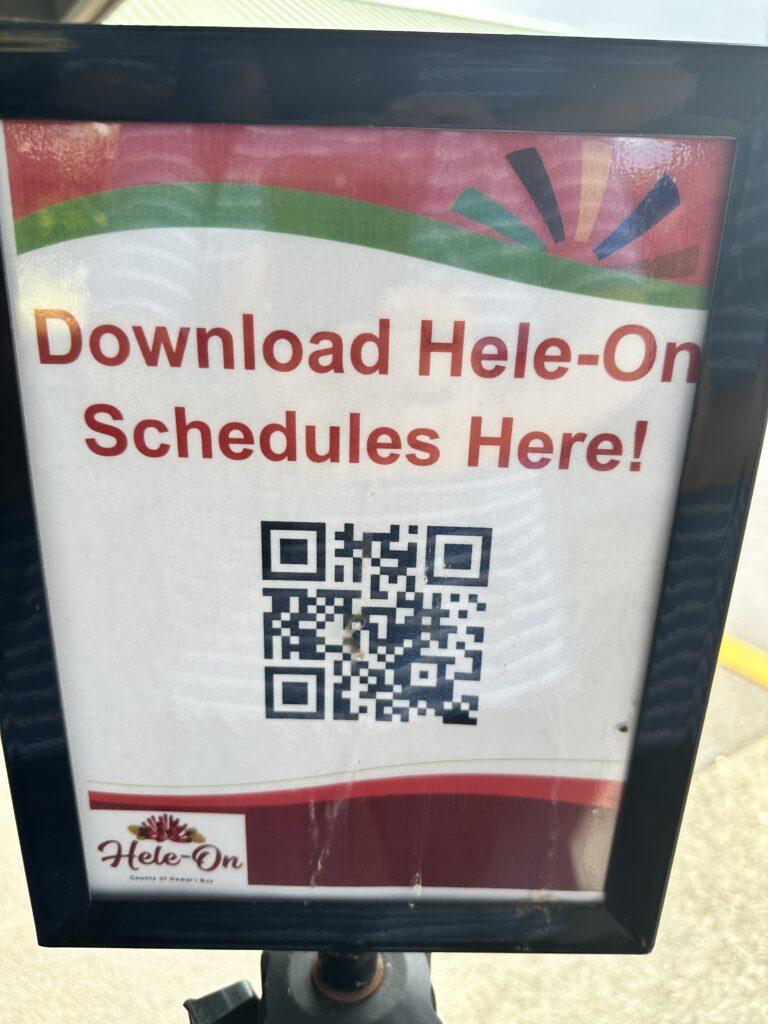 Download Hele-On
Schedules Here!
Hele-On
County of Hawai'i Bus